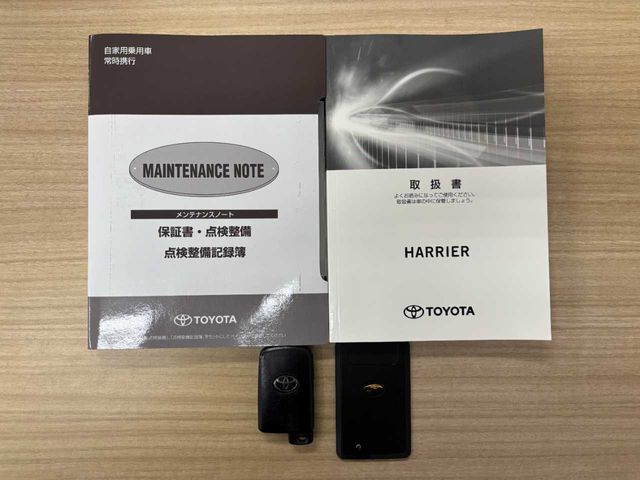 自家用乗用車
常時携行
MAINTENANCE NOTE
メンテナンスノート
保証書・点検整備
点検整備記録簿
TOYOTA
取扱書
よくお読みになってご使用ください。
取扱書は車の中に保管しましょう。
HARRIER
TOYOTA